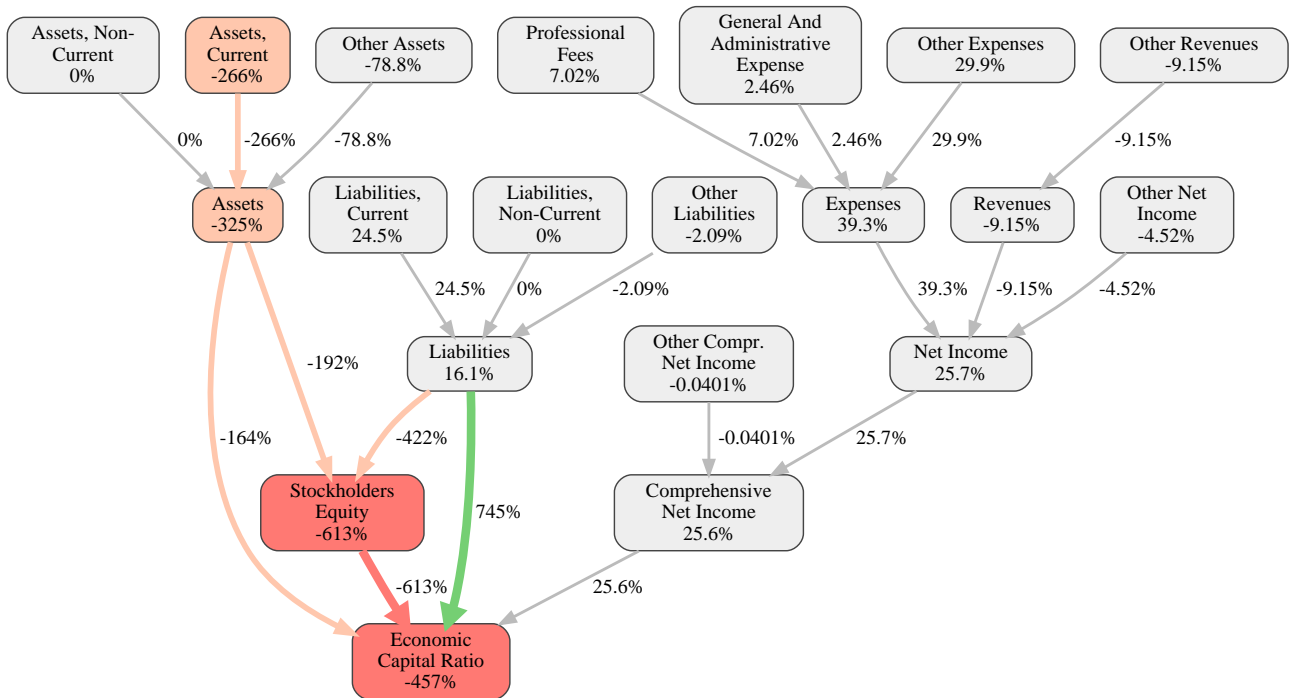 Assets, Non-
Current
0%
Assets,
Current
-266%
Other Assets
-78.8%
Professional
Fees
7.02%
General And
Administrative
Expense
2.46%
Other Expenses
29.9%
Other Revenues
-9.15%
0%
-266%
-78.8%
7.02%
2.46%
29.9%
-9.15%
Assets
-325%
Liabilities,
Current
24.5%
Liabilities,
Non-Current
0%
Other
Liabilities
-2.09%
Expenses
39.3%
Revenues
-9.15%
Other Net
Income
-4.52%
24.5%
0%
-2.09%
39.3%
-9.15%
-4.52%
Liabilities
16.1%
Other Compr.
Net Income
-0.0401%
Net Income
25.7%
-192%
-164%
-422%
-0.0401%
25.7%
Stockholders
Equity
-613%
745%
Comprehensive
Net Income
25.6%
-613%
25.6%
Economic
Capital Ratio
-457%